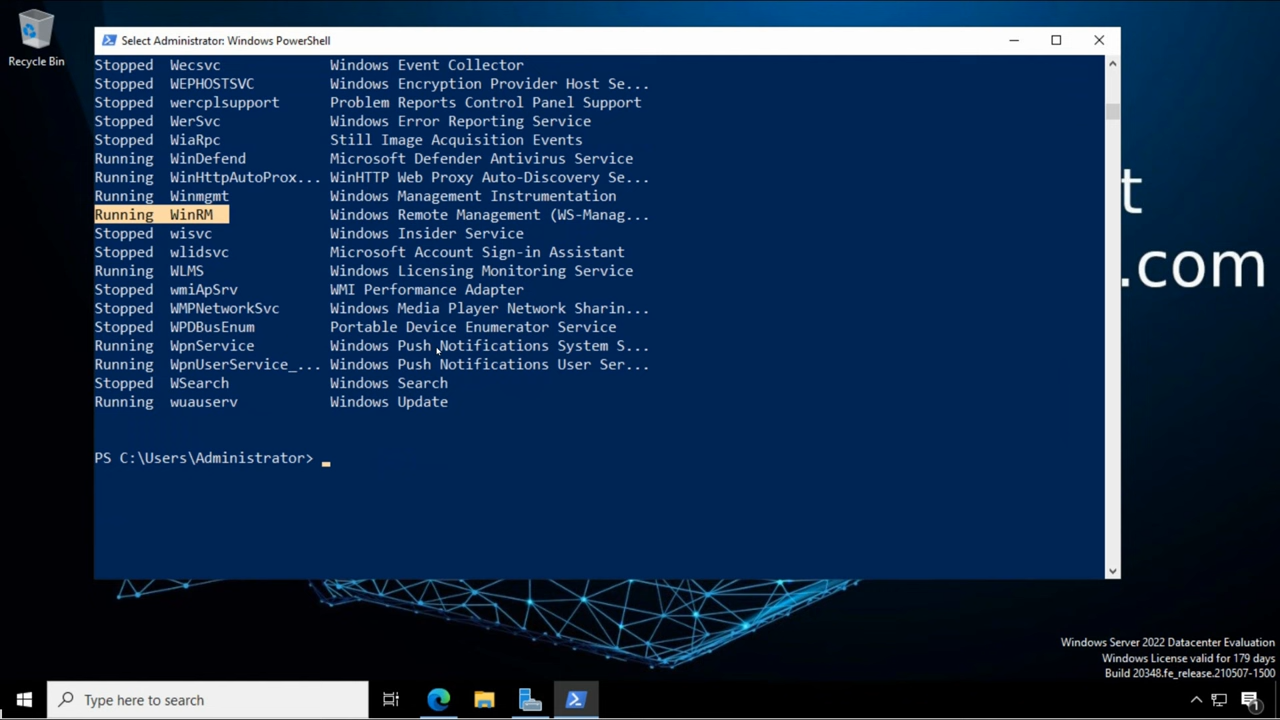 Recycle Bin
Select Administrator: Windows PowerShell
Stopped Wecsvc Windows Event Collector
Stopped WEPHOSTSVC Windows Encryption Provider Host Se...
Stopped wercplsupport Problem Reports Control Panel Support
Stopped WerSvc Windows Error Reporting Service
Stopped WiaRpc Still Image Acquisition Events
Running WinDefend Microsoft Defender Antivirus Service
Running WinHttpAutoProx... WinHTTP Web Proxy Auto-Discovery Se...
Running Winmgmt Windows Management Instrumentation
Running WinRM Windows Remote Management (WS-Manag...
Stopped wisvc Windows Insider Service
Stopped wlidsvc Microsoft Account Sign-in Assistant
Running WLMS Windows Licensing Monitoring Service
Stopped wmiApSrv WMI Performance Adapter
Stopped WMPNetworkSvc Windows Media Player Network Sharin...
Stopped WPDBusEnum Portable Device Enumerator Service
Running WpnService Windows Push Notifications System S...
Running WpnUserService_... Windows Push Notifications User Ser...
Stopped WSearch Windows Search
Running wuauserv Windows Update
PS C:\Users\Administrator>
t
.com
Windows Server 2022 Datacenter Evaluation
Windows License valid for 179 days
Build 20348.fe_release.210507-1500
Type here to search
1